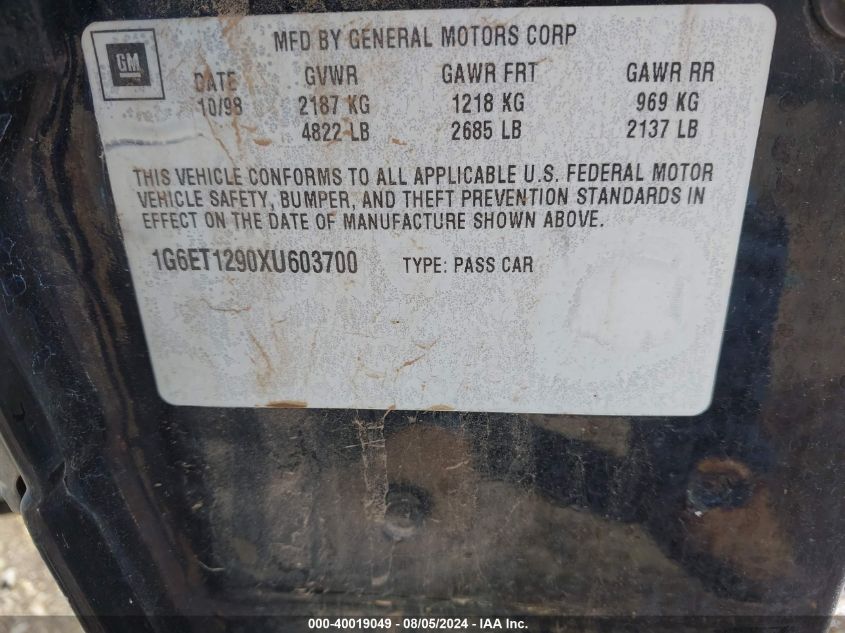 MFD BY GENERAL MOTORS CORP
GM
DATE GVWR GAWR FRT GAWR RR
10/98 2187 KG 1218 KG 969 KG
4822 LB 2685 LB 2137 LB
THIS VEHICLE CONFORMS TO ALL APPLICABLE U.S. FEDERAL MOTOR
VEHICLE SAFETY, BUMPER, AND THEFT PREVENTION STANDARDS IN
EFFECT ON THE DATE OF MANUFACTURE SHOWN ABOVE.
1G6ET1290XU603700 TYPE: PASS CAR
000-40019049 - 08/05/2024 - IAA Inc.